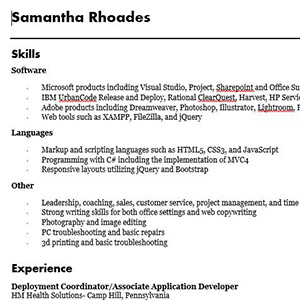 Samantha Rhoades
Skills
Software
Microsoft products including Visual Studio, Project, Sharepoint and Office Su
IBM UrbanCode Release and Deploy, Rational ClearQuest, Harvest, HP Servic
Adobe products including Dreamweaver, Photoshop, Illustrator, Lightroom, F
Web tools such as XAMPP, FileZilla, and jQuery
Languages
Markup and scripting languages such as HTML5, CSS3, and JavaScript
Programming with C# including the implementation of MVC4
Responsive layouts utilizing jQuery and Bootstrap
Other
Leadership, coaching, sales, customer service, project management, and time
Strong writing skills for both office settings and web copywriting
Photography and image editing
PC troubleshooting and basic repairs
3d printing and basic troubleshooting
Experience
Deployment Coordinator/Associate Application Developer
HM Health Solutions- Camp Hill, Pennsylvania